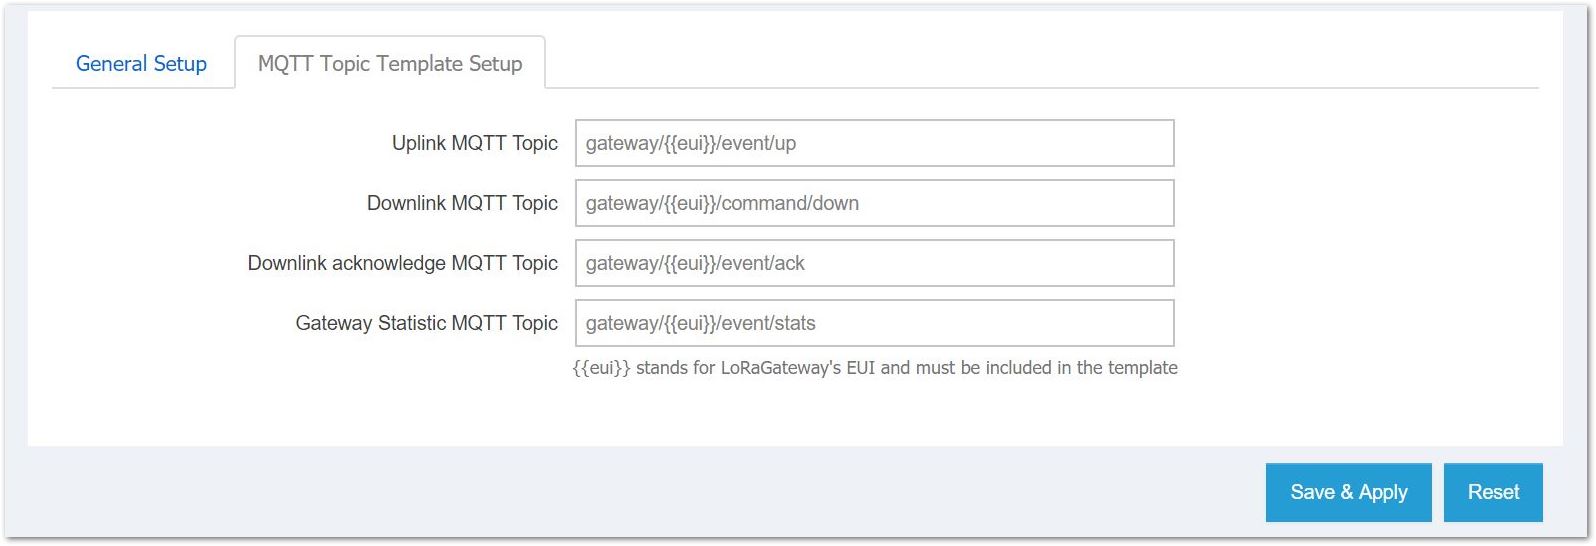 General Setup
MQTT Topic Template Setup
Uplink MQTT Topic
gateway/{{eui}}/event/up
Downlink MQTT Topic
gateway/{{eui}}/command/down
Downlink acknowledge MQTT Topic
gateway/{{eui}}/event/ack
Gateway Statistic MQTT Topic
gateway/{{eui}}/event/stats
{{eui}} stands for LoRaGateway's EUI and must be included in the template
Save & Apply
Reset